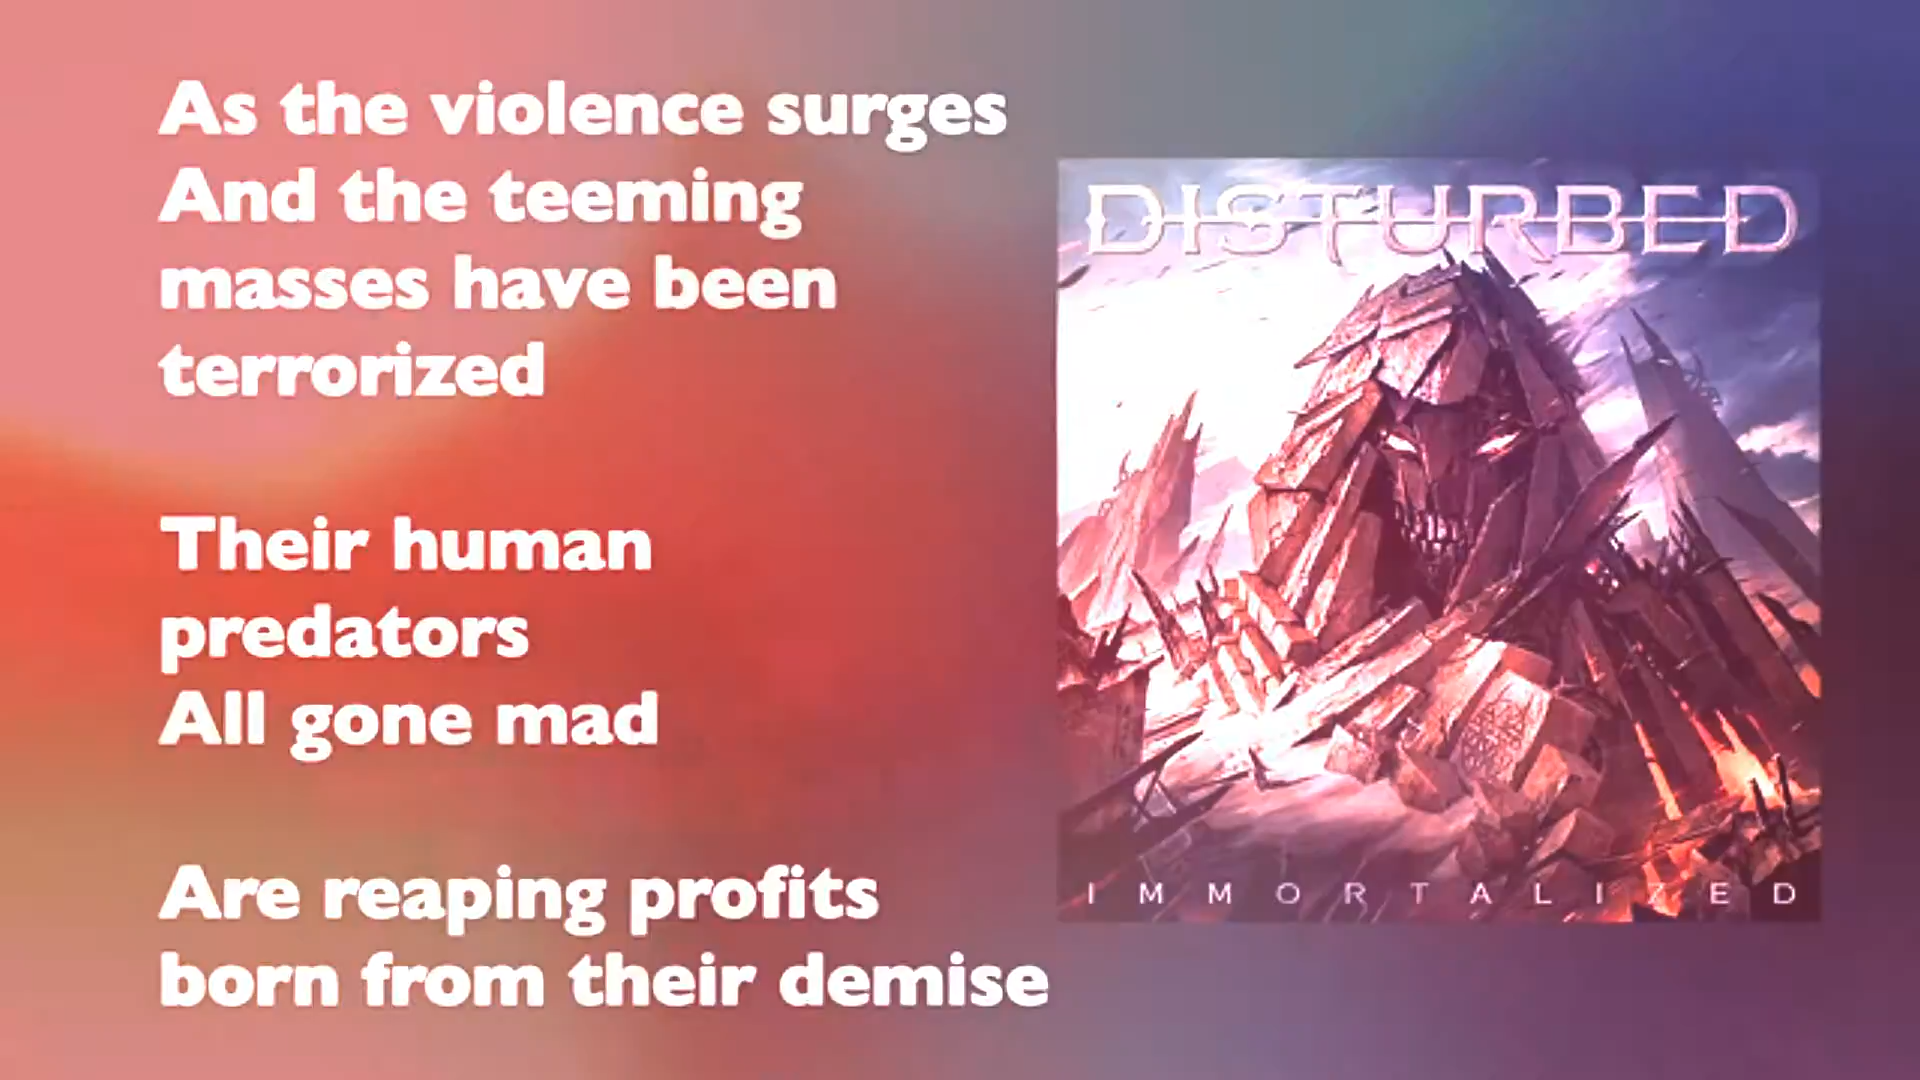 As the violence surges
And the teeming
masses have been
terrorized
Their human
predators
All gone mad
Are reaping profits
born from their demise
DISTURBED
IMMORTALIZED